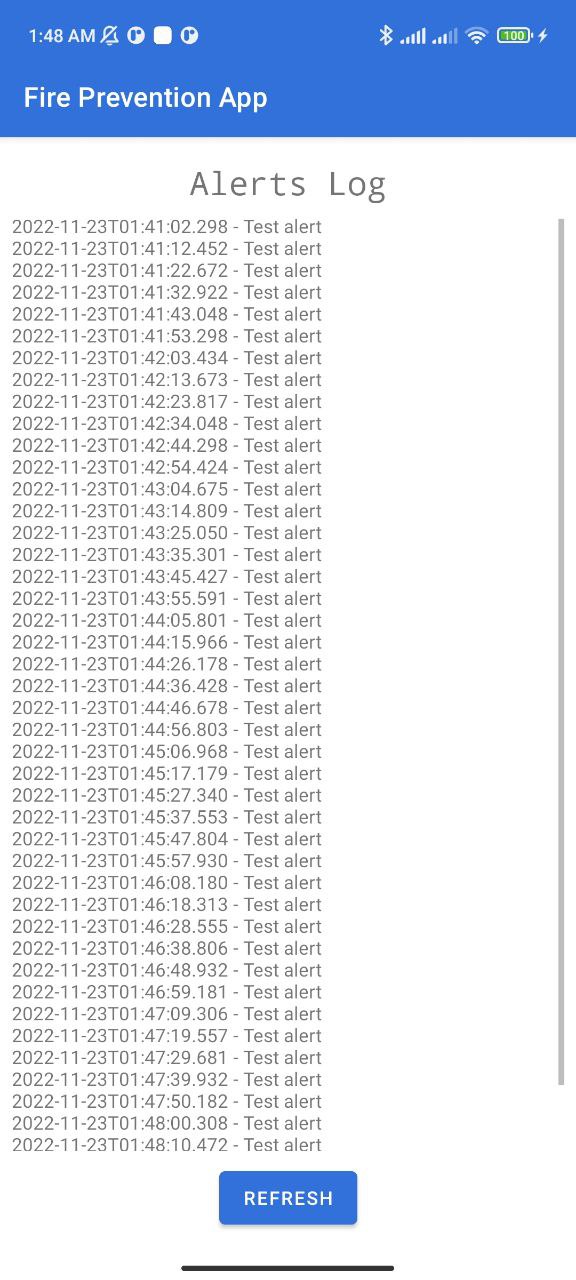 1:48 AM
100
Fire Prevention App
Alerts Log
2022-11-23T01:41:02.298 - Test alert
2022-11-23T01:41:12.452 - Test alert
2022-11-23T01:41:22.672 - Test alert
2022-11-23T01:41:32.922 - Test alert
2022-11-23T01:41:43.048 - Test alert
2022-11-23T01:41:53.298 - Test alert
2022-11-23T01:42:03.434 - Test alert
2022-11-23T01:42:13.673 - Test alert
2022-11-23T01:42:23.817 - Test alert
2022-11-23T01:42:34.048 - Test alert
2022-11-23T01:42:44.298 - Test alert
2022-11-23T01:42:54.424 - Test alert
2022-11-23T01:43:04.675 - Test alert
2022-11-23T01:43:14.809 - Test alert
2022-11-23T01:43:25.050 - Test alert
2022-11-23T01:43:35.301 - Test alert
2022-11-23T01:43:45.427 - Test alert
2022-11-23T01:43:55.591 - Test alert
2022-11-23T01:44:05.801 - Test alert
2022-11-23T01:44:15.966 - Test alert
2022-11-23T01:44:26.178 - Test alert
2022-11-23T01:44:36.428 - Test alert
2022-11-23T01:44:46.678 - Test alert
2022-11-23T01:44:56.803 - Test alert
2022-11-23T01:45:06.968 - Test alert
2022-11-23T01:45:17.179 - Test alert
2022-11-23T01:45:27.340 - Test alert
2022-11-23T01:45:37.553 - Test alert
2022-11-23T01:45:47.804 - Test alert
2022-11-23T01:45:57.930 - Test alert
2022-11-23T01:46:08.180 - Test alert
2022-11-23T01:46:18.313 - Test alert
2022-11-23T01:46:28.555 - Test alert
2022-11-23T01:46:38.806 - Test alert
2022-11-23T01:46:48.932 - Test alert
2022-11-23T01:46:59.181 - Test alert
2022-11-23T01:47:09.306 - Test alert
2022-11-23T01:47:19.557 - Test alert
2022-11-23T01:47:29.681 - Test alert
2022-11-23T01:47:39.932 - Test alert
2022-11-23T01:47:50.182 - Test alert
2022-11-23T01:48:00.308 - Test alert
2022-11-23T01:48:10.472 - Test alert
REFRESH